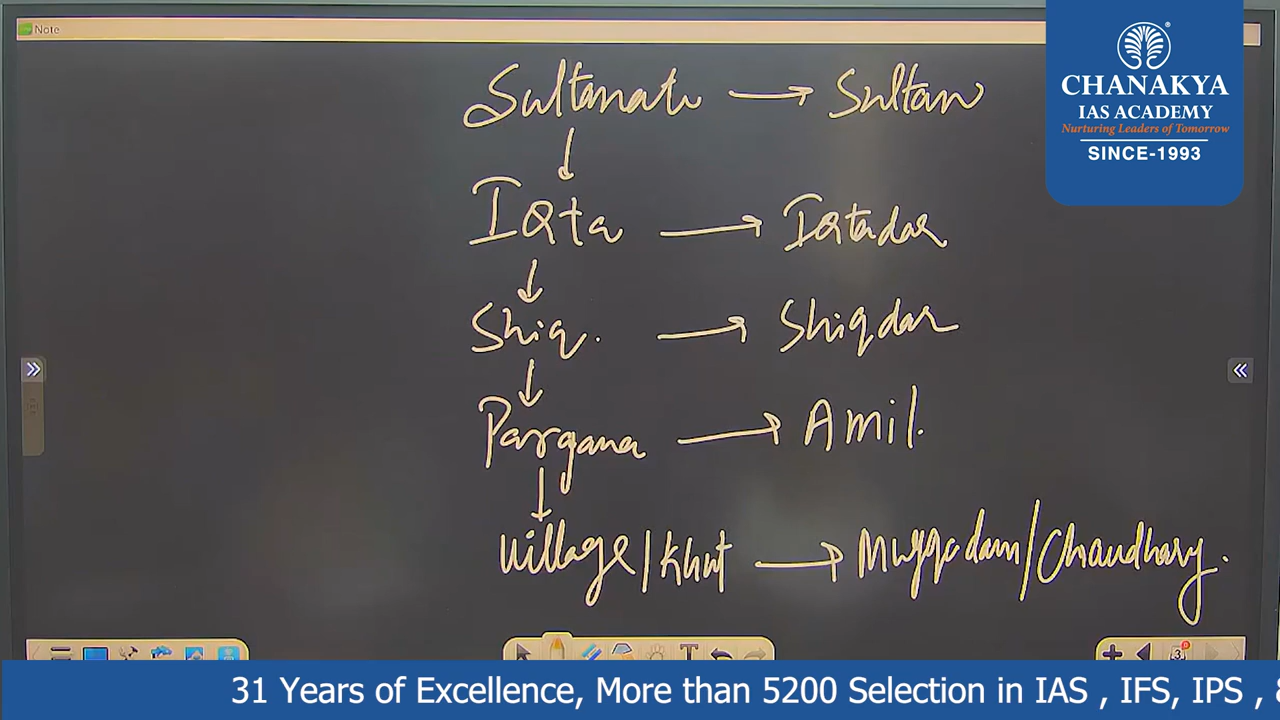 Note
CHANAKYA
IAS ACADEMY
Nurturing Leaders of Tomorrow
SINCE-1993
Sultanate → Sultan
↓
IQta → Iqtadar
↓
Shiq. → Shiqdar
↓
Pargana → Amil.
↓
Village/Khut → Muqqadam/Chaudhary.
31 Years of Excellence, More than 5200 Selection in IAS , IFS, IPS , &